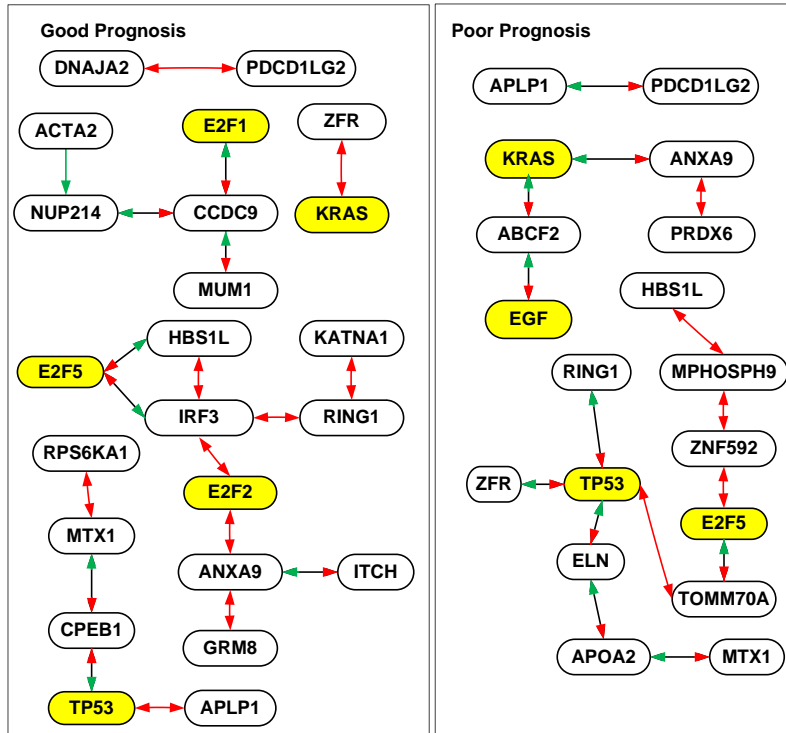 Good Prognosis
DNAJA2
PDCD1LG2
ACTA2
E2F1
ZFR
NUP214
CCDC9
KRAS
MUM1
HBS1L
KATNA1
E2F5
IRF3
RING1
RPS6KA1
E2F2
MTX1
ANXA9
ITCH
CPEB1
GRM8
TP53
APLP1
Poor Prognosis
APLP1
PDCD1LG2
KRAS
ANXA9
ABCF2
PRDX6
HBS1L
EGF
RING1
MPHOSPH9
ZNF592
ZFR
TP53
E2F5
ELN
TOMM70A
APOA2
MTX1